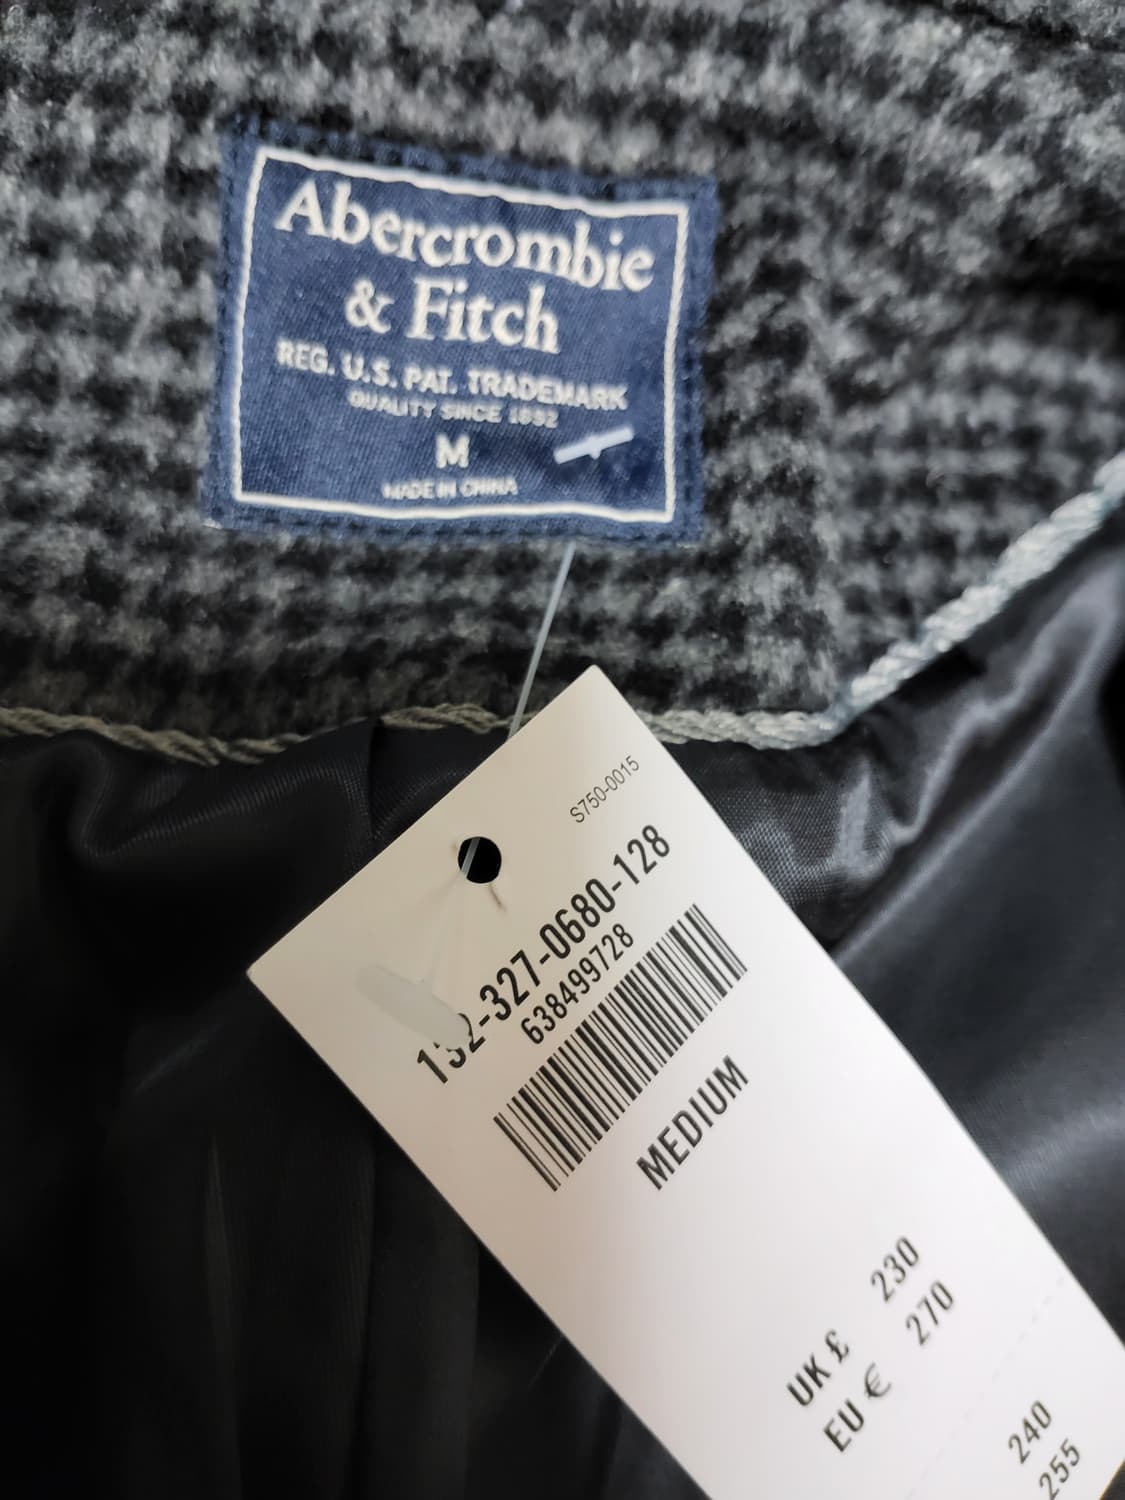 Abercrombie
& Fitch
REG. U.S. PAT. TRADEMARK
QUALITY SINCE 1892
M
MADE IN CHINA
S750-0015
132-327-0680-128
638499728
MEDIUM
UK £ 230
EU € 270
240
255